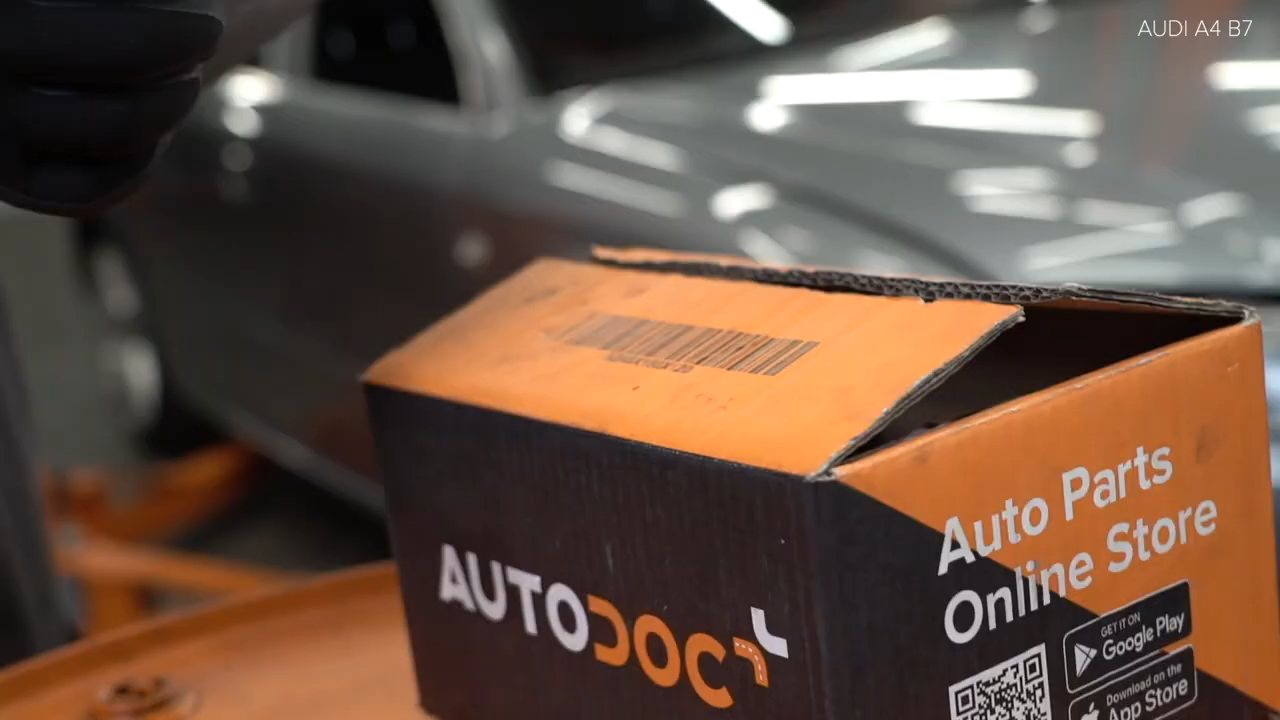 AUDI A4 B7
AUTODOC
Auto Parts
Online Store
GET IT ON
Google Play
Download on the
App Store